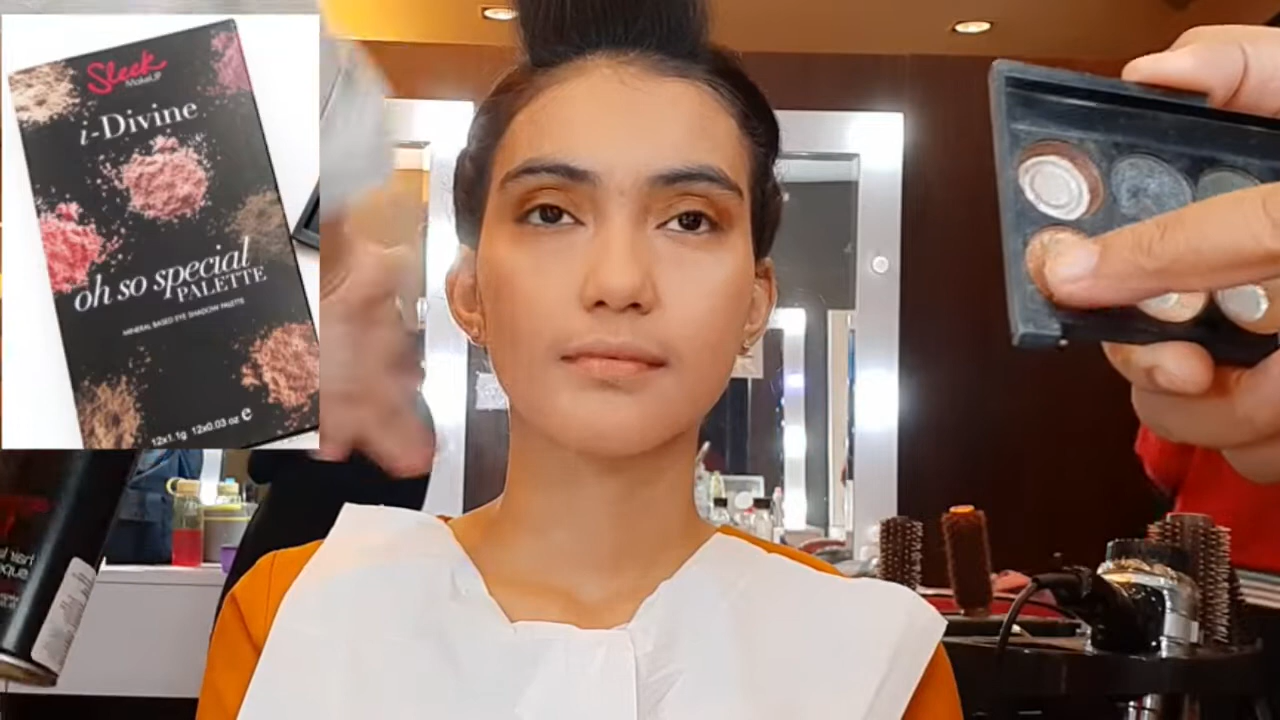 Sleek
MakeUP
i-Divine
oh so special
PALETTE
MINERAL BASED EYE SHADOW PALETTE
12x1.1g 12x0.03 oz e